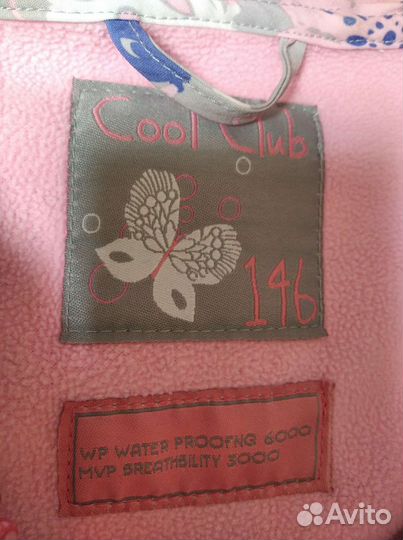 Cool Club
146
WP WATER PROOFNG 6000
MVP BREATHBILITY 3000
Avito